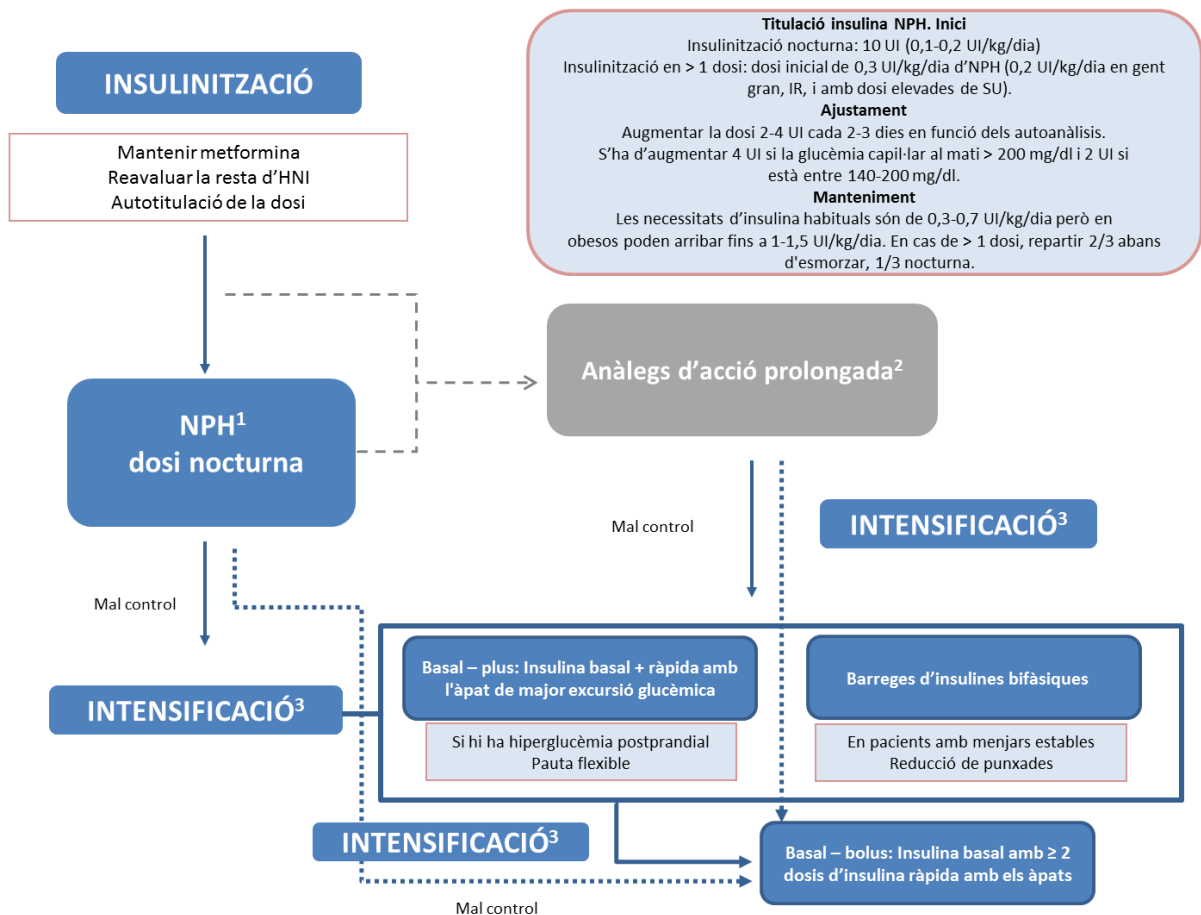 Titulació insulina NPH. Inici
Insulinització nocturna: 10 UI (0,1-0,2 UI/kg/dia)
Insulinització en > 1 dosi: dosi inicial de 0,3 UI/kg/dia d’NPH (0,2 UI/kg/dia en gent
gran, IR, i amb dosi elevades de SU).
Ajustament
Augmentar la dosi 2-4 UI cada 2-3 dies en funció dels autoanàlisis.
S’ha d’augmentar 4 UI si la glucèmia capil·lar al mati > 200 mg/dl i 2 UI si
està entre 140-200 mg/dl.
Manteniment
Les necessitats d’insulina habituals són de 0,3-0,7 UI/kg/dia però en
obesos poden arribar fins a 1-1,5 UI/kg/dia. En cas de > 1 dosi, repartir 2/3 abans
d'esmorzar, 1/3 nocturna.
INSULINITZACIÓ
Mantenir metformina
Reavaluar la resta d’HNI
Autotitulació de la dosi
Anàlegs d’acció prolongada²
NPH¹
dosi nocturna
Mal control
INTENSIFICACIÓ³
Mal control
Basal – plus: Insulina basal + ràpida amb
l'àpat de major excursió glucèmica
Barreges d’insulines bifàsiques
INTENSIFICACIÓ³
Si hi ha hiperglucèmia postprandial
Pauta flexible
En pacients amb menjars estables
Reducció de punxades
INTENSIFICACIÓ³
Basal – bolus: Insulina basal amb ≥ 2
dosis d’insulina ràpida amb els àpats
Mal control